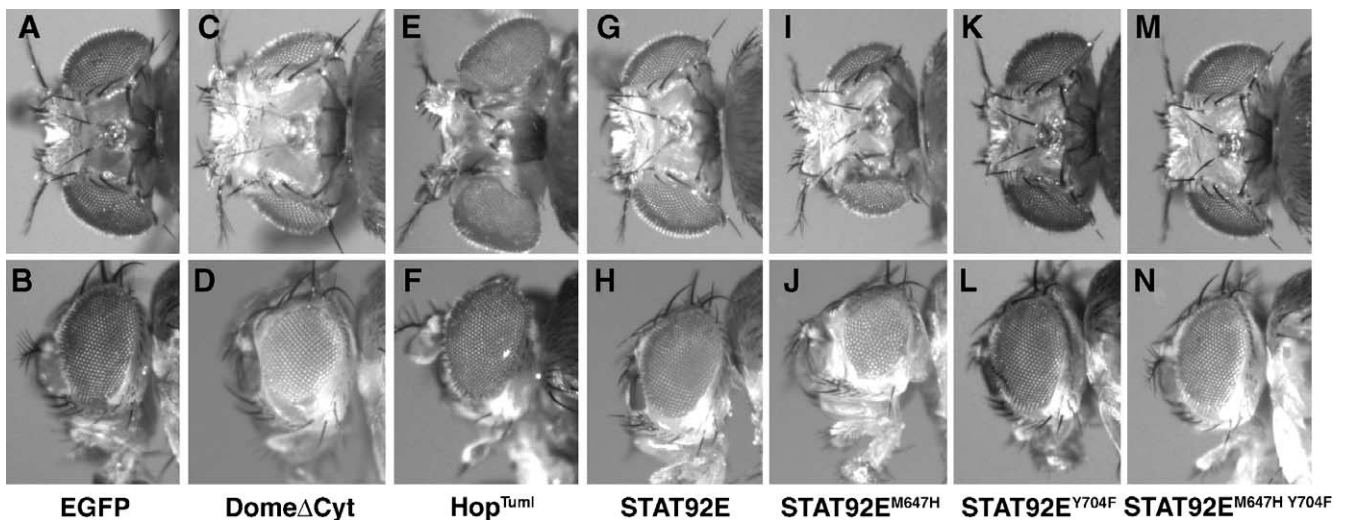 A C E G I K M
B D F H J L N
EGFP DomeΔCyt Hop^Tuml STAT92E STAT92E^M647H STAT92E^Y704F STAT92E^M647H Y704F